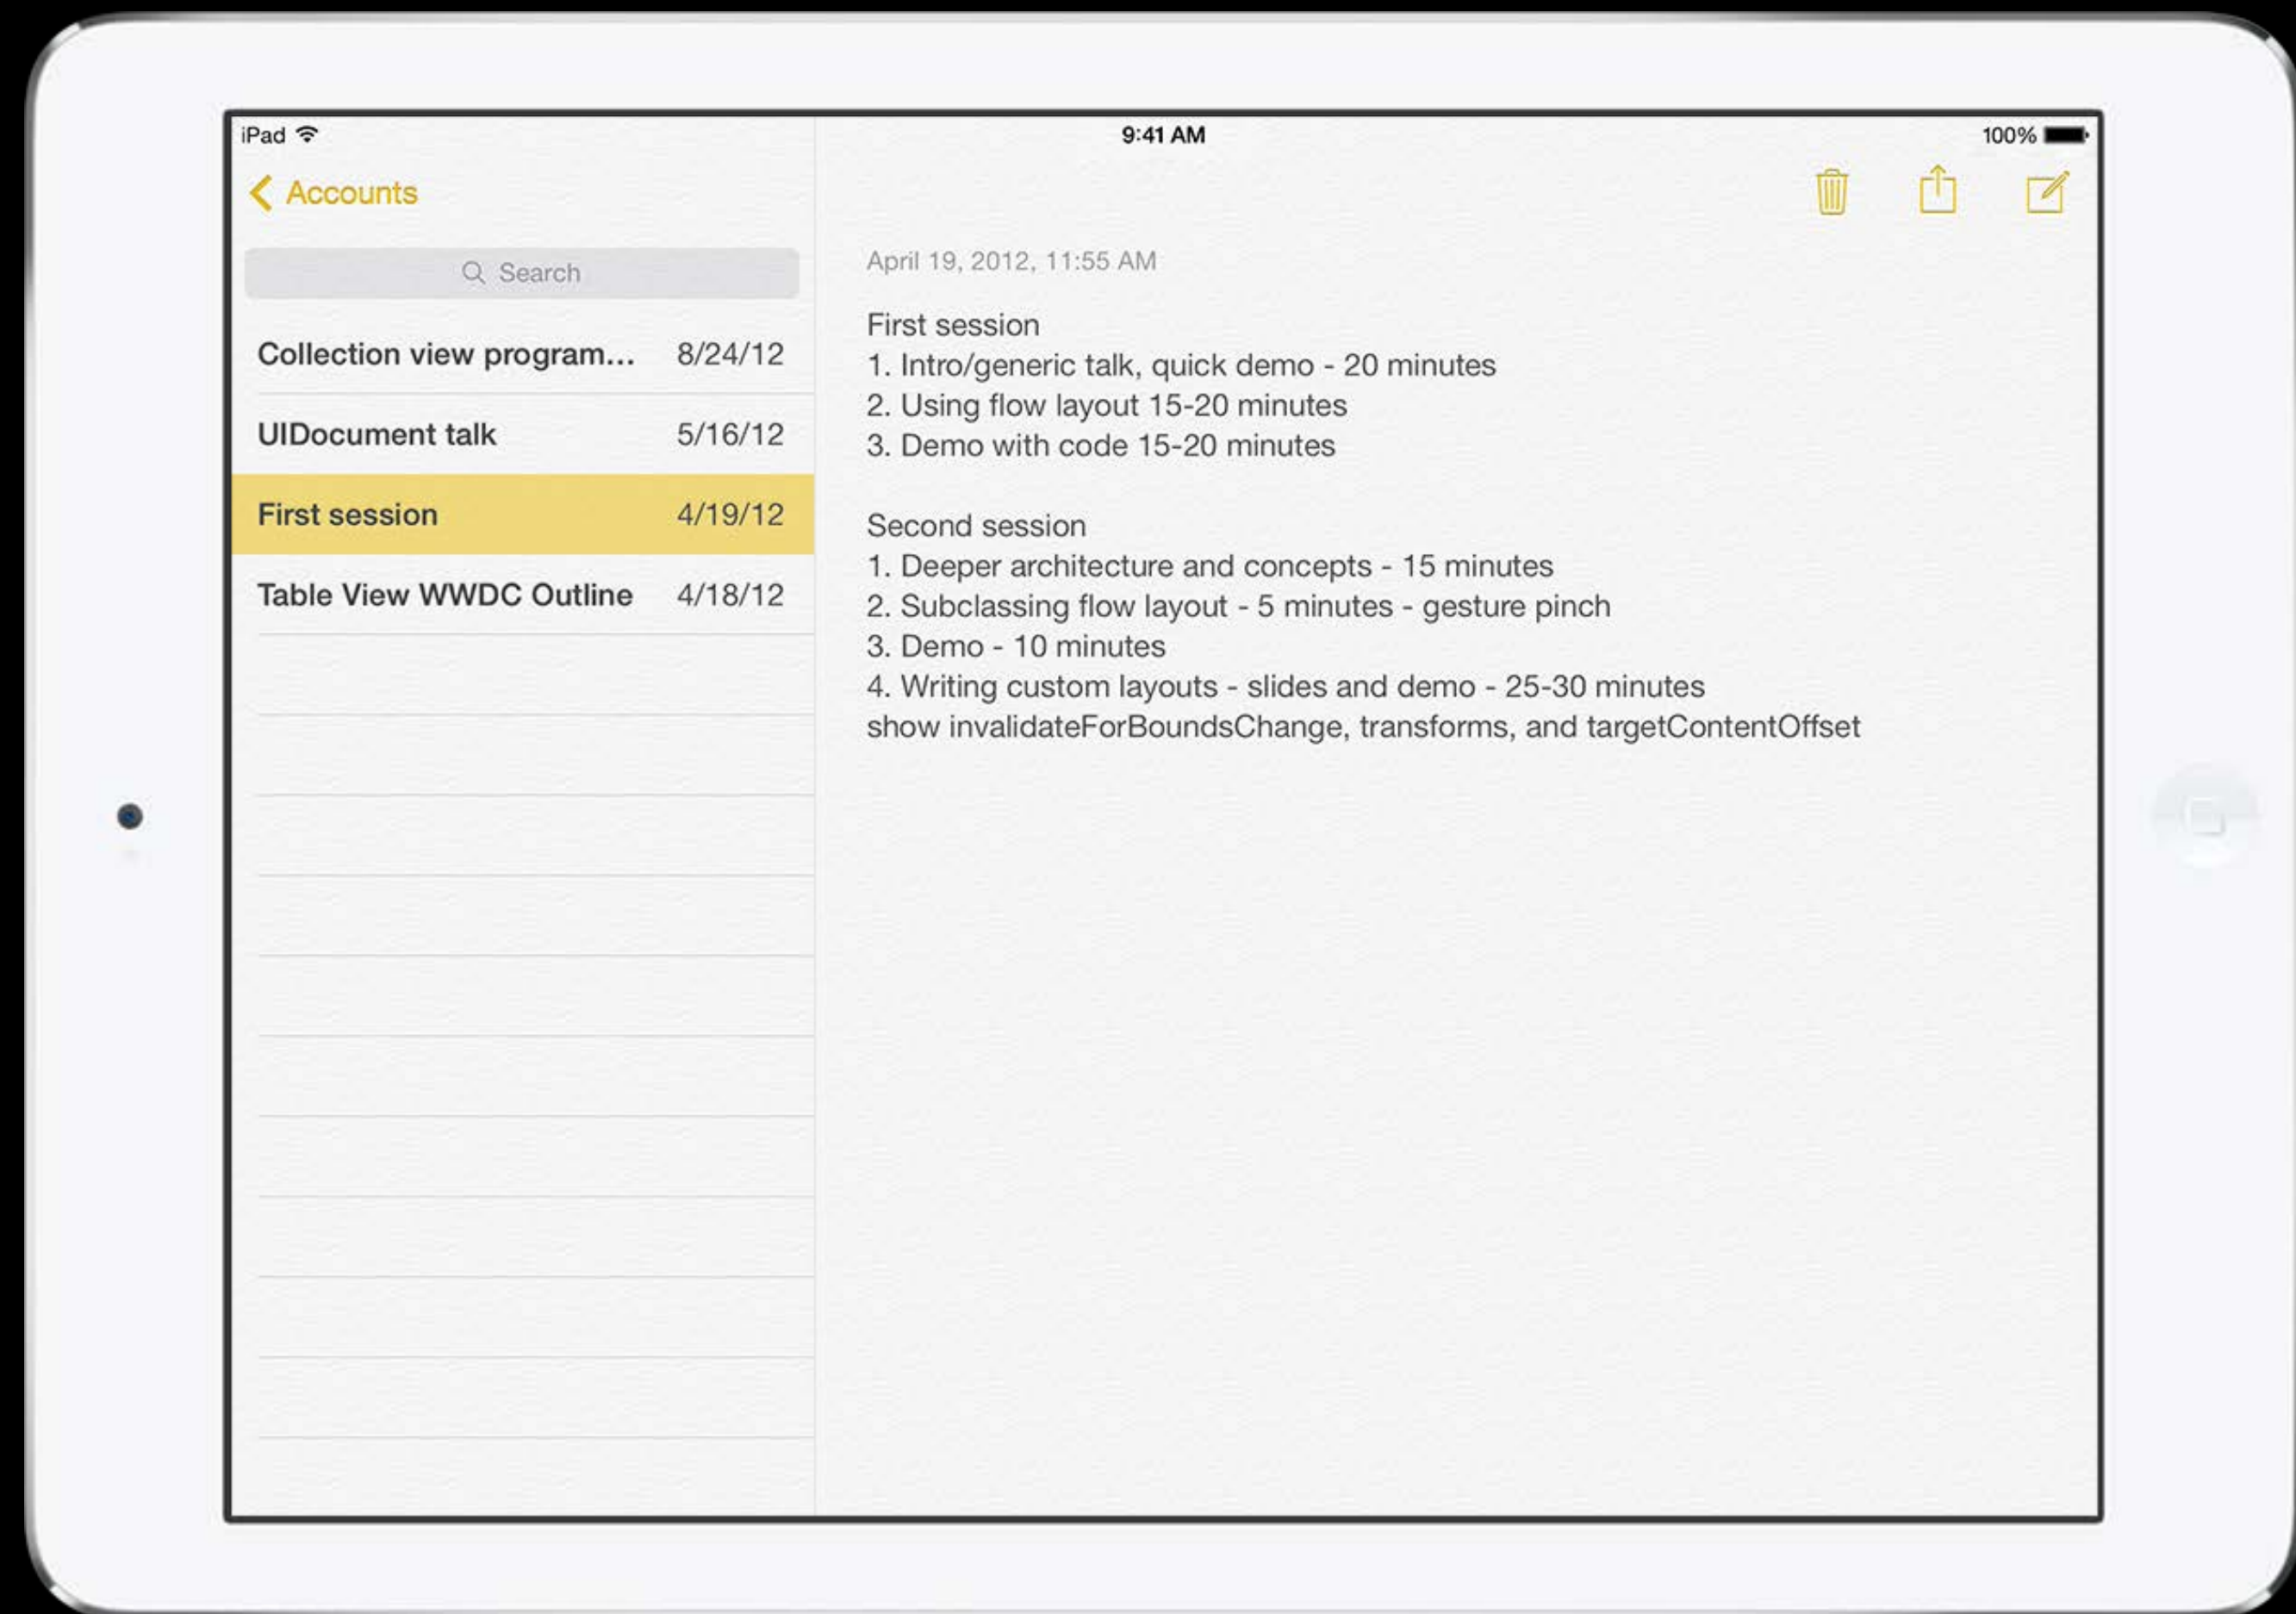 iPad
9:41 AM
100%
Accounts
Search
Collection view program... 8/24/12
UIDocument talk 5/16/12
First session 4/19/12
Table View WWDC Outline 4/18/12
April 19, 2012, 11:55 AM
First session
1. Intro/generic talk, quick demo - 20 minutes
2. Using flow layout 15-20 minutes
3. Demo with code 15-20 minutes
Second session
1. Deeper architecture and concepts - 15 minutes
2. Subclassing flow layout - 5 minutes - gesture pinch
3. Demo - 10 minutes
4. Writing custom layouts - slides and demo - 25-30 minutes
show invalidateForBoundsChange, transforms, and targetContentOffset